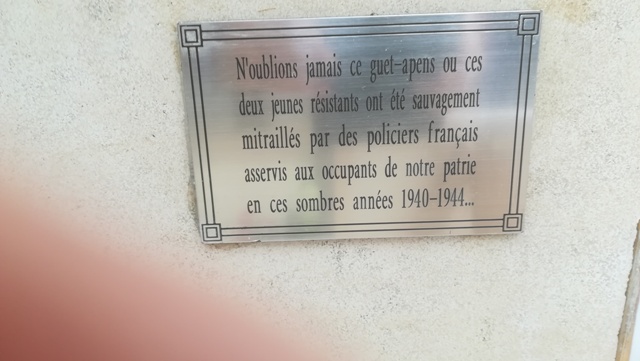 N'oublions jamais ce guet-apens ou ces
deux jeunes résistants ont été sauvagement
mitraillés par des policiers français
asservis aux occupants de notre patrie
en ces sombres années 1940-1944...